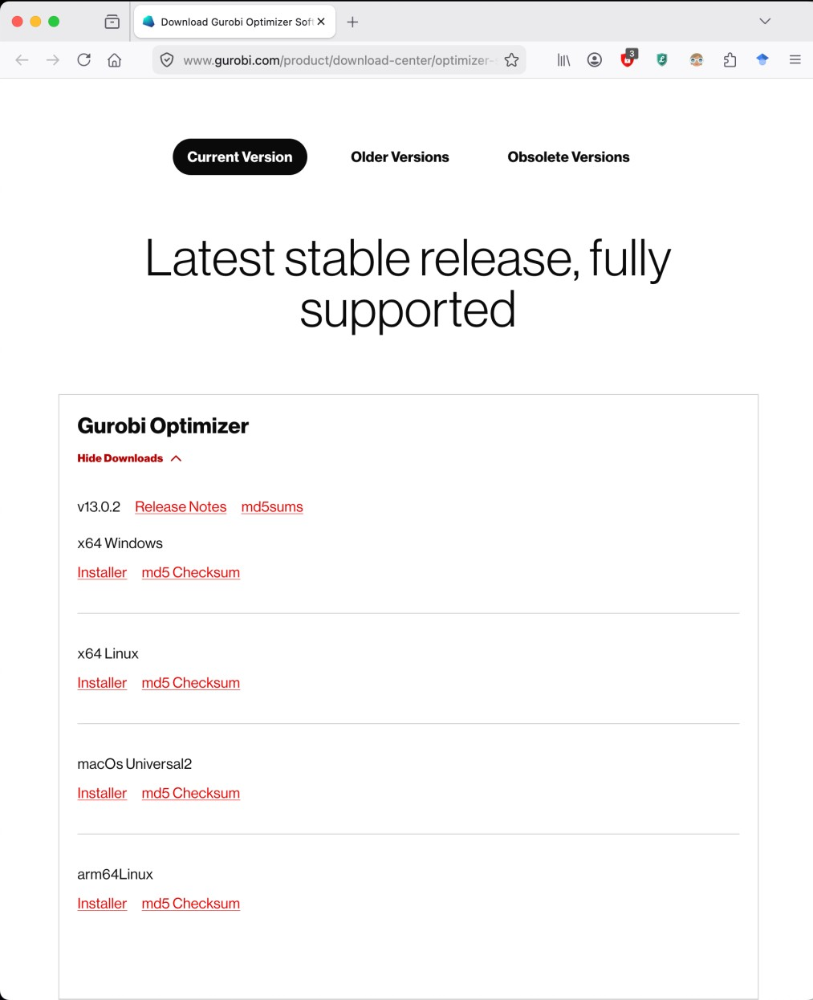 Download Gurobi Optimizer Soft
www.gurobi.com/product/download-center/optimizer-
3
Current Version
Older Versions
Obsolete Versions
Latest stable release, fully
supported
Gurobi Optimizer
Hide Downloads
v13.0.2 Release Notes md5sums
x64 Windows
Installer md5 Checksum
x64 Linux
Installer md5 Checksum
macOs Universal2
Installer md5 Checksum
arm64Linux
Installer md5 Checksum